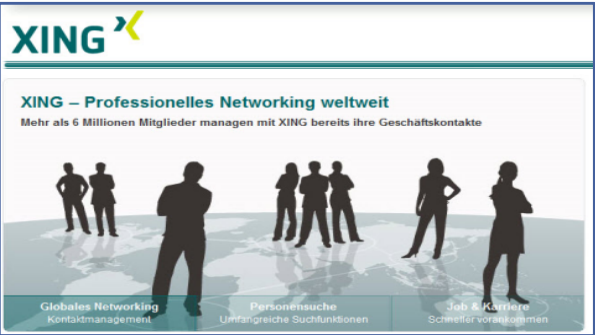 XING
XING – Professionelles Networking weltweit
Mehr als 6 Millionen Mitglieder managen mit XING bereits ihre Geschäftskontakte
Globales Networking
Kontaktmanagement
Personensuche
Umfangreiche Suchfunktionen
Job & Karriere
Schneller vorankommen